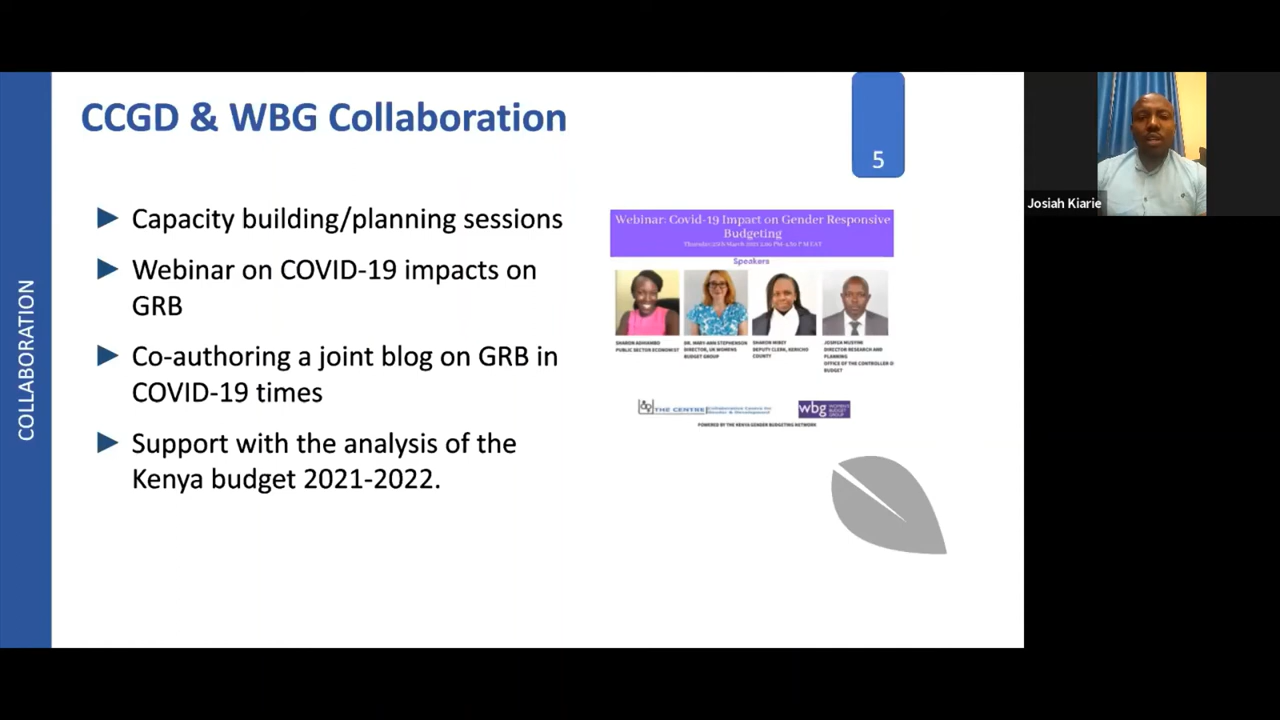 CCGD & WBG Collaboration
5
COLLABORATION
Capacity building/planning sessions
Webinar on COVID-19 impacts on
GRB
Co-authoring a joint blog on GRB in
COVID-19 times
Support with the analysis of the
Kenya budget 2021-2022.
Webinar: Covid-19 Impact on Gender Responsive
Budgeting
Speakers
SHARON ADHIAMBO
PUBLIC SECTOR ECONOMIST
DR. MARY-ANN STEPHENSON
DIRECTOR, UK WOMENS
BUDGET GROUP
SHARON MIBEY
DEPUTY CLERK, KERICHO
COUNTY
JOSHUA MUSYIMI
DIRECTOR RESEARCH AND
PLANNING
OFFICE OF THE CONTROLLER O
BUDGET
THE CENTRE Collaborative Centre for
Gender & Development
wbg WOMEN'S
BUDGET
GROUP
POWERED BY THE KENYA GENDER BUDGETING NETWORK
Josiah Kiarie